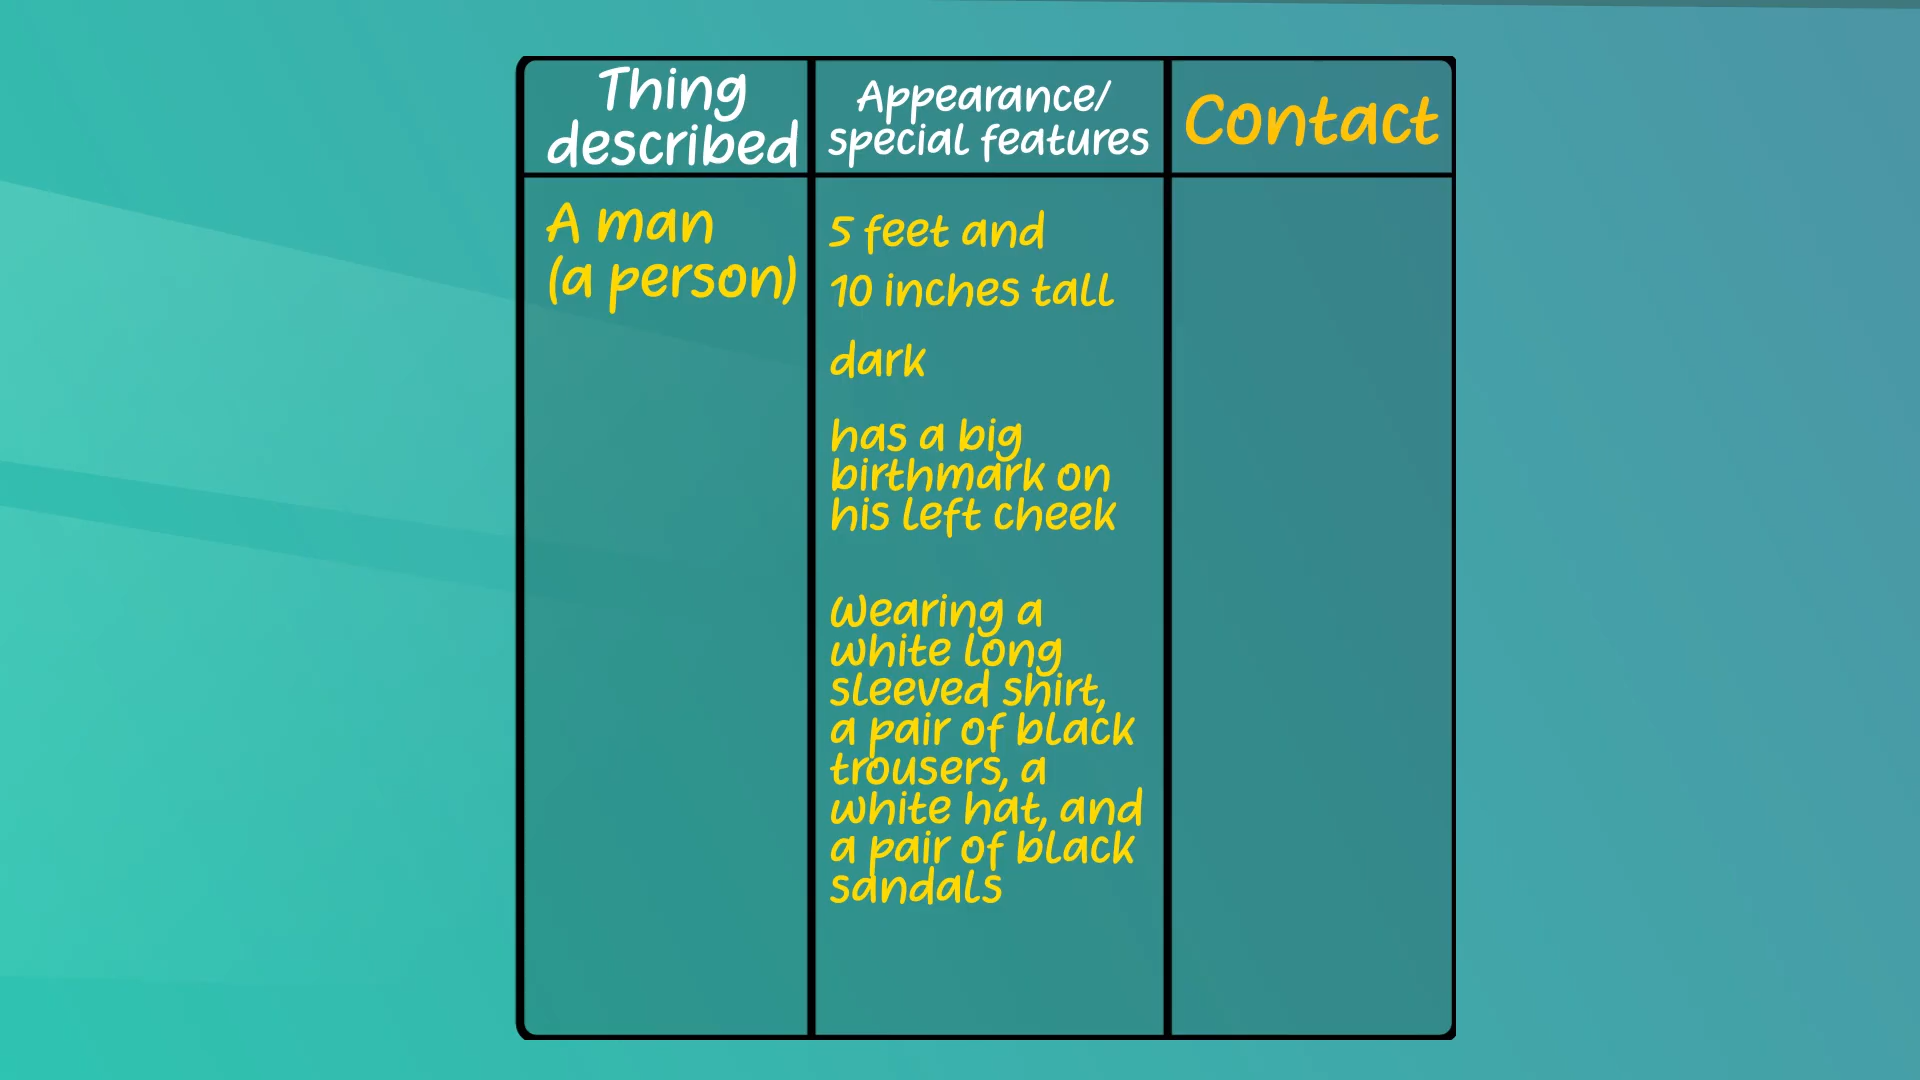 Thing
described
Appearance/
special features
Contact
A man
(a person)
5 feet and
10 inches tall
dark
has a big
birthmark on
his left cheek
Wearing a
white long
sleeved shirt,
a pair of black
trousers, a
white hat, and
a pair of black
sandals